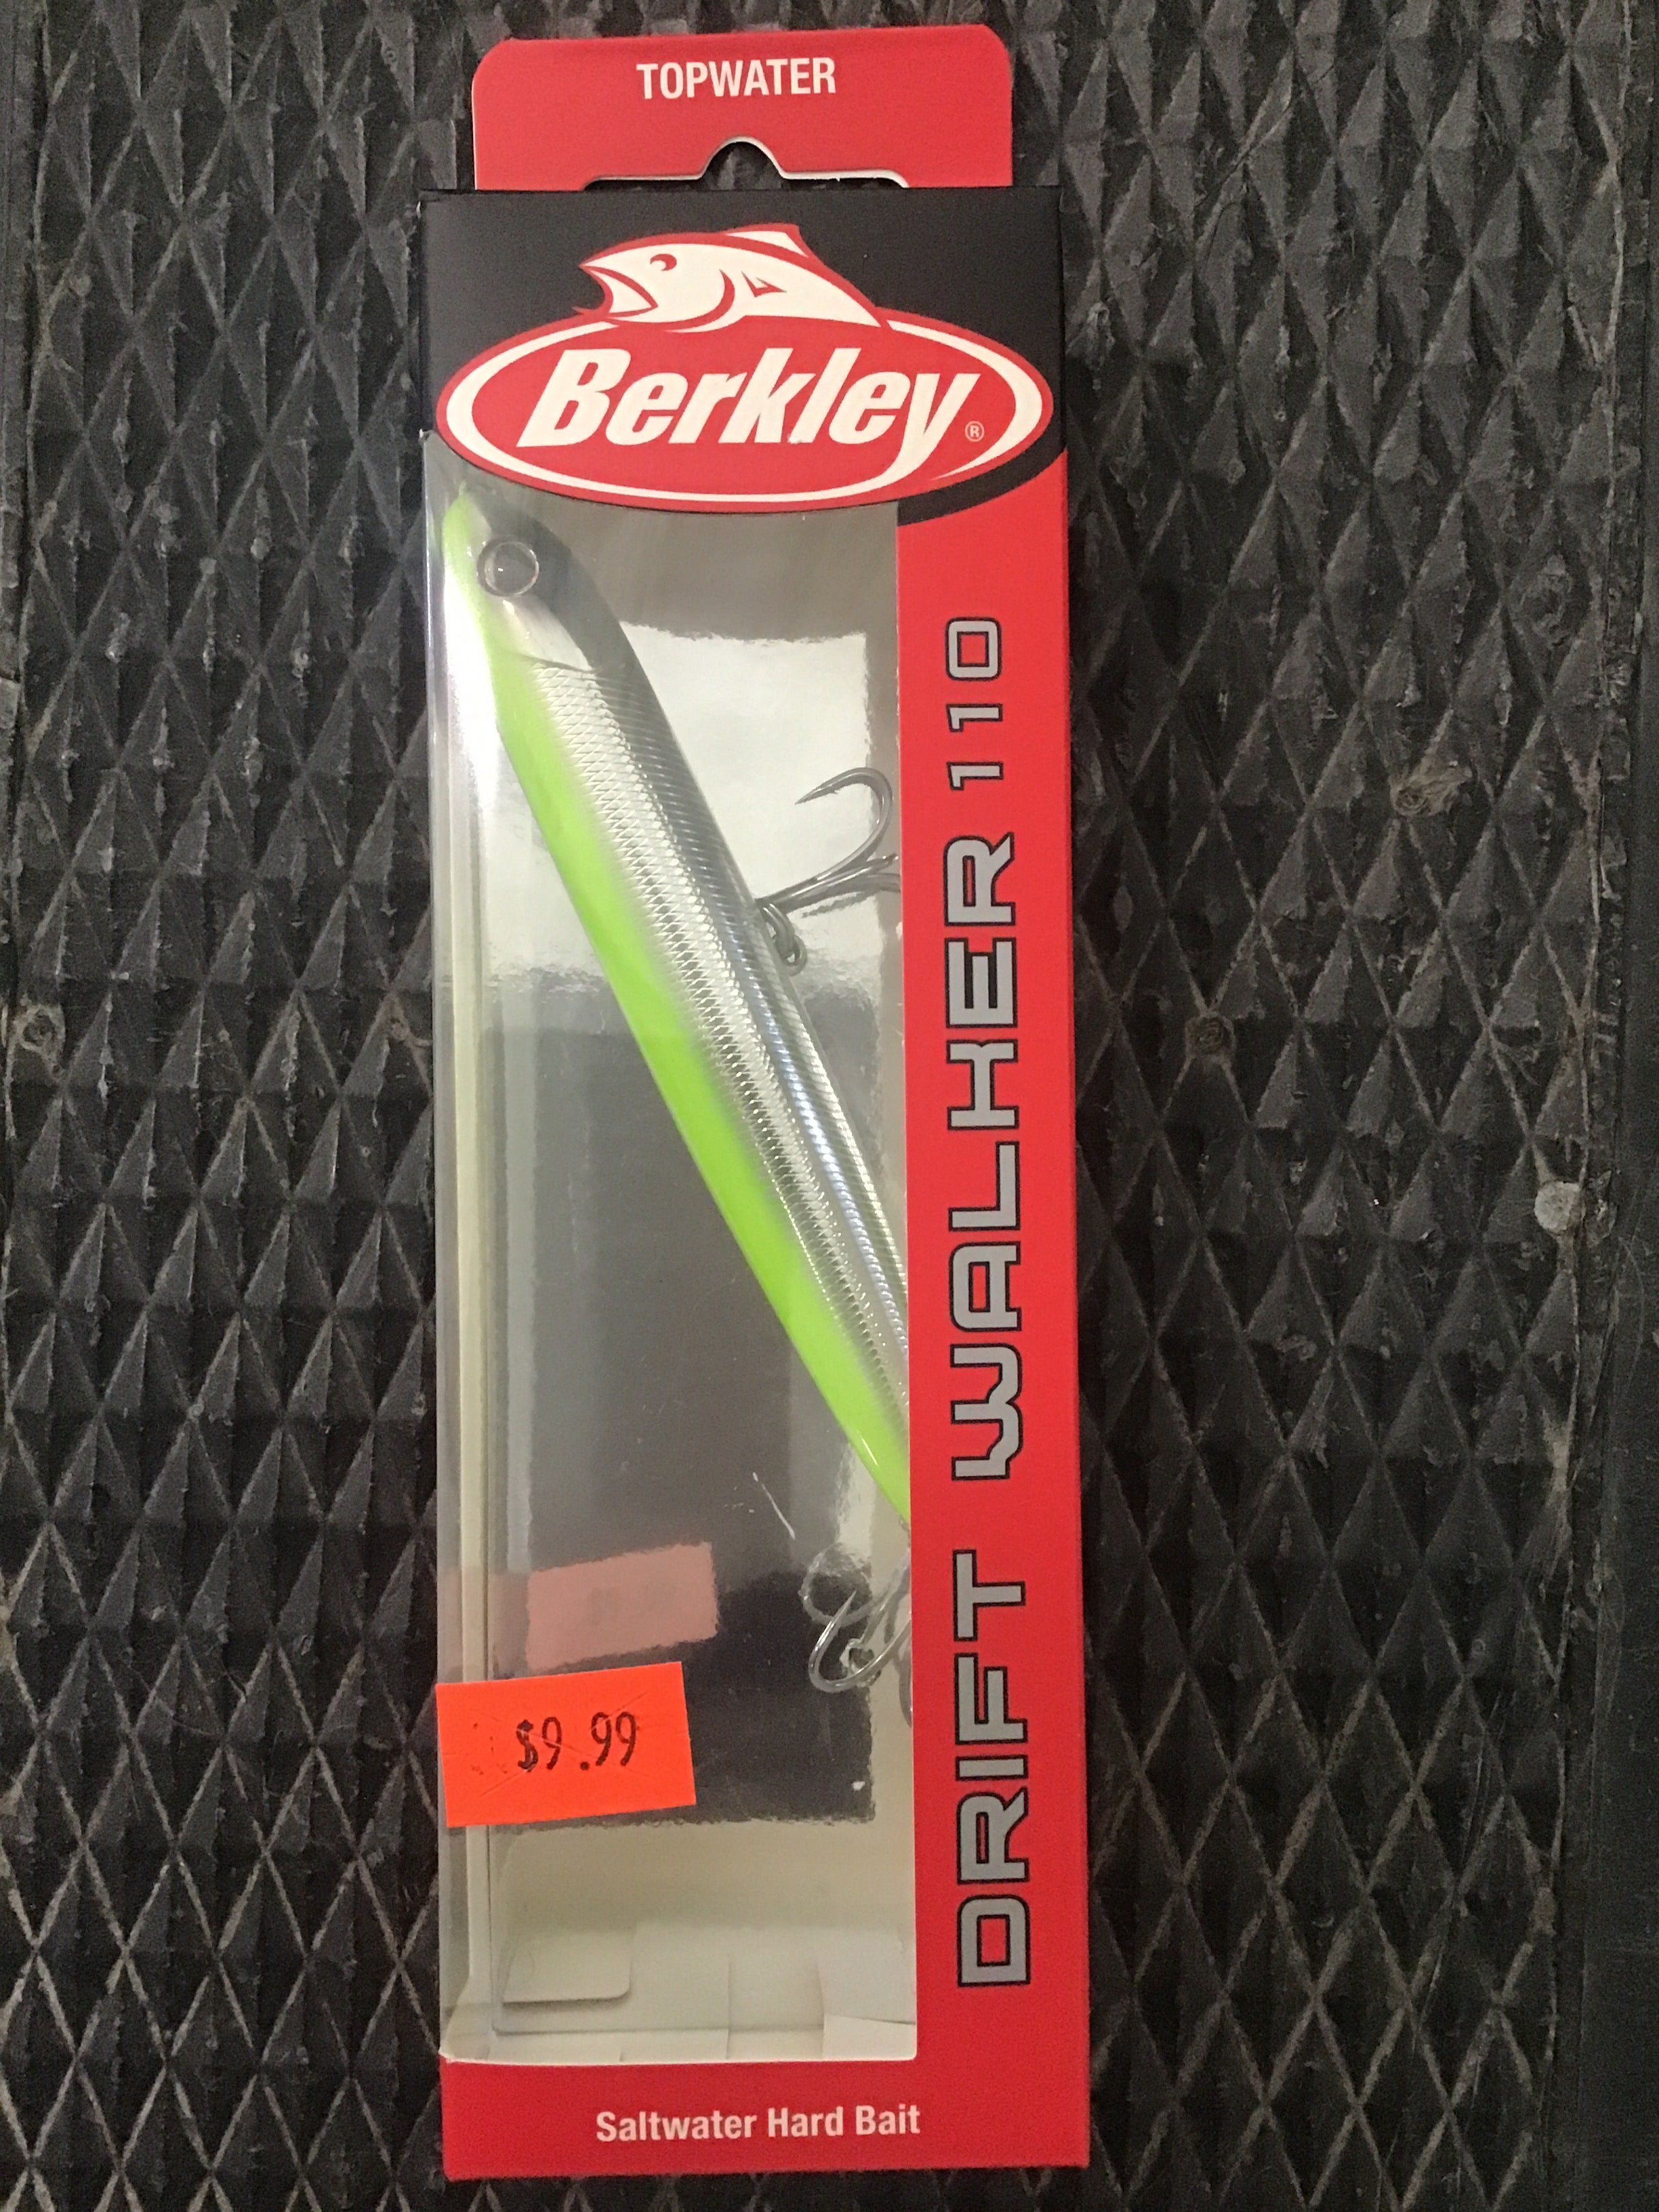 TOPWATER
Berkley®
DRIFT WALKER 110
$9.99
Saltwater Hard Bait